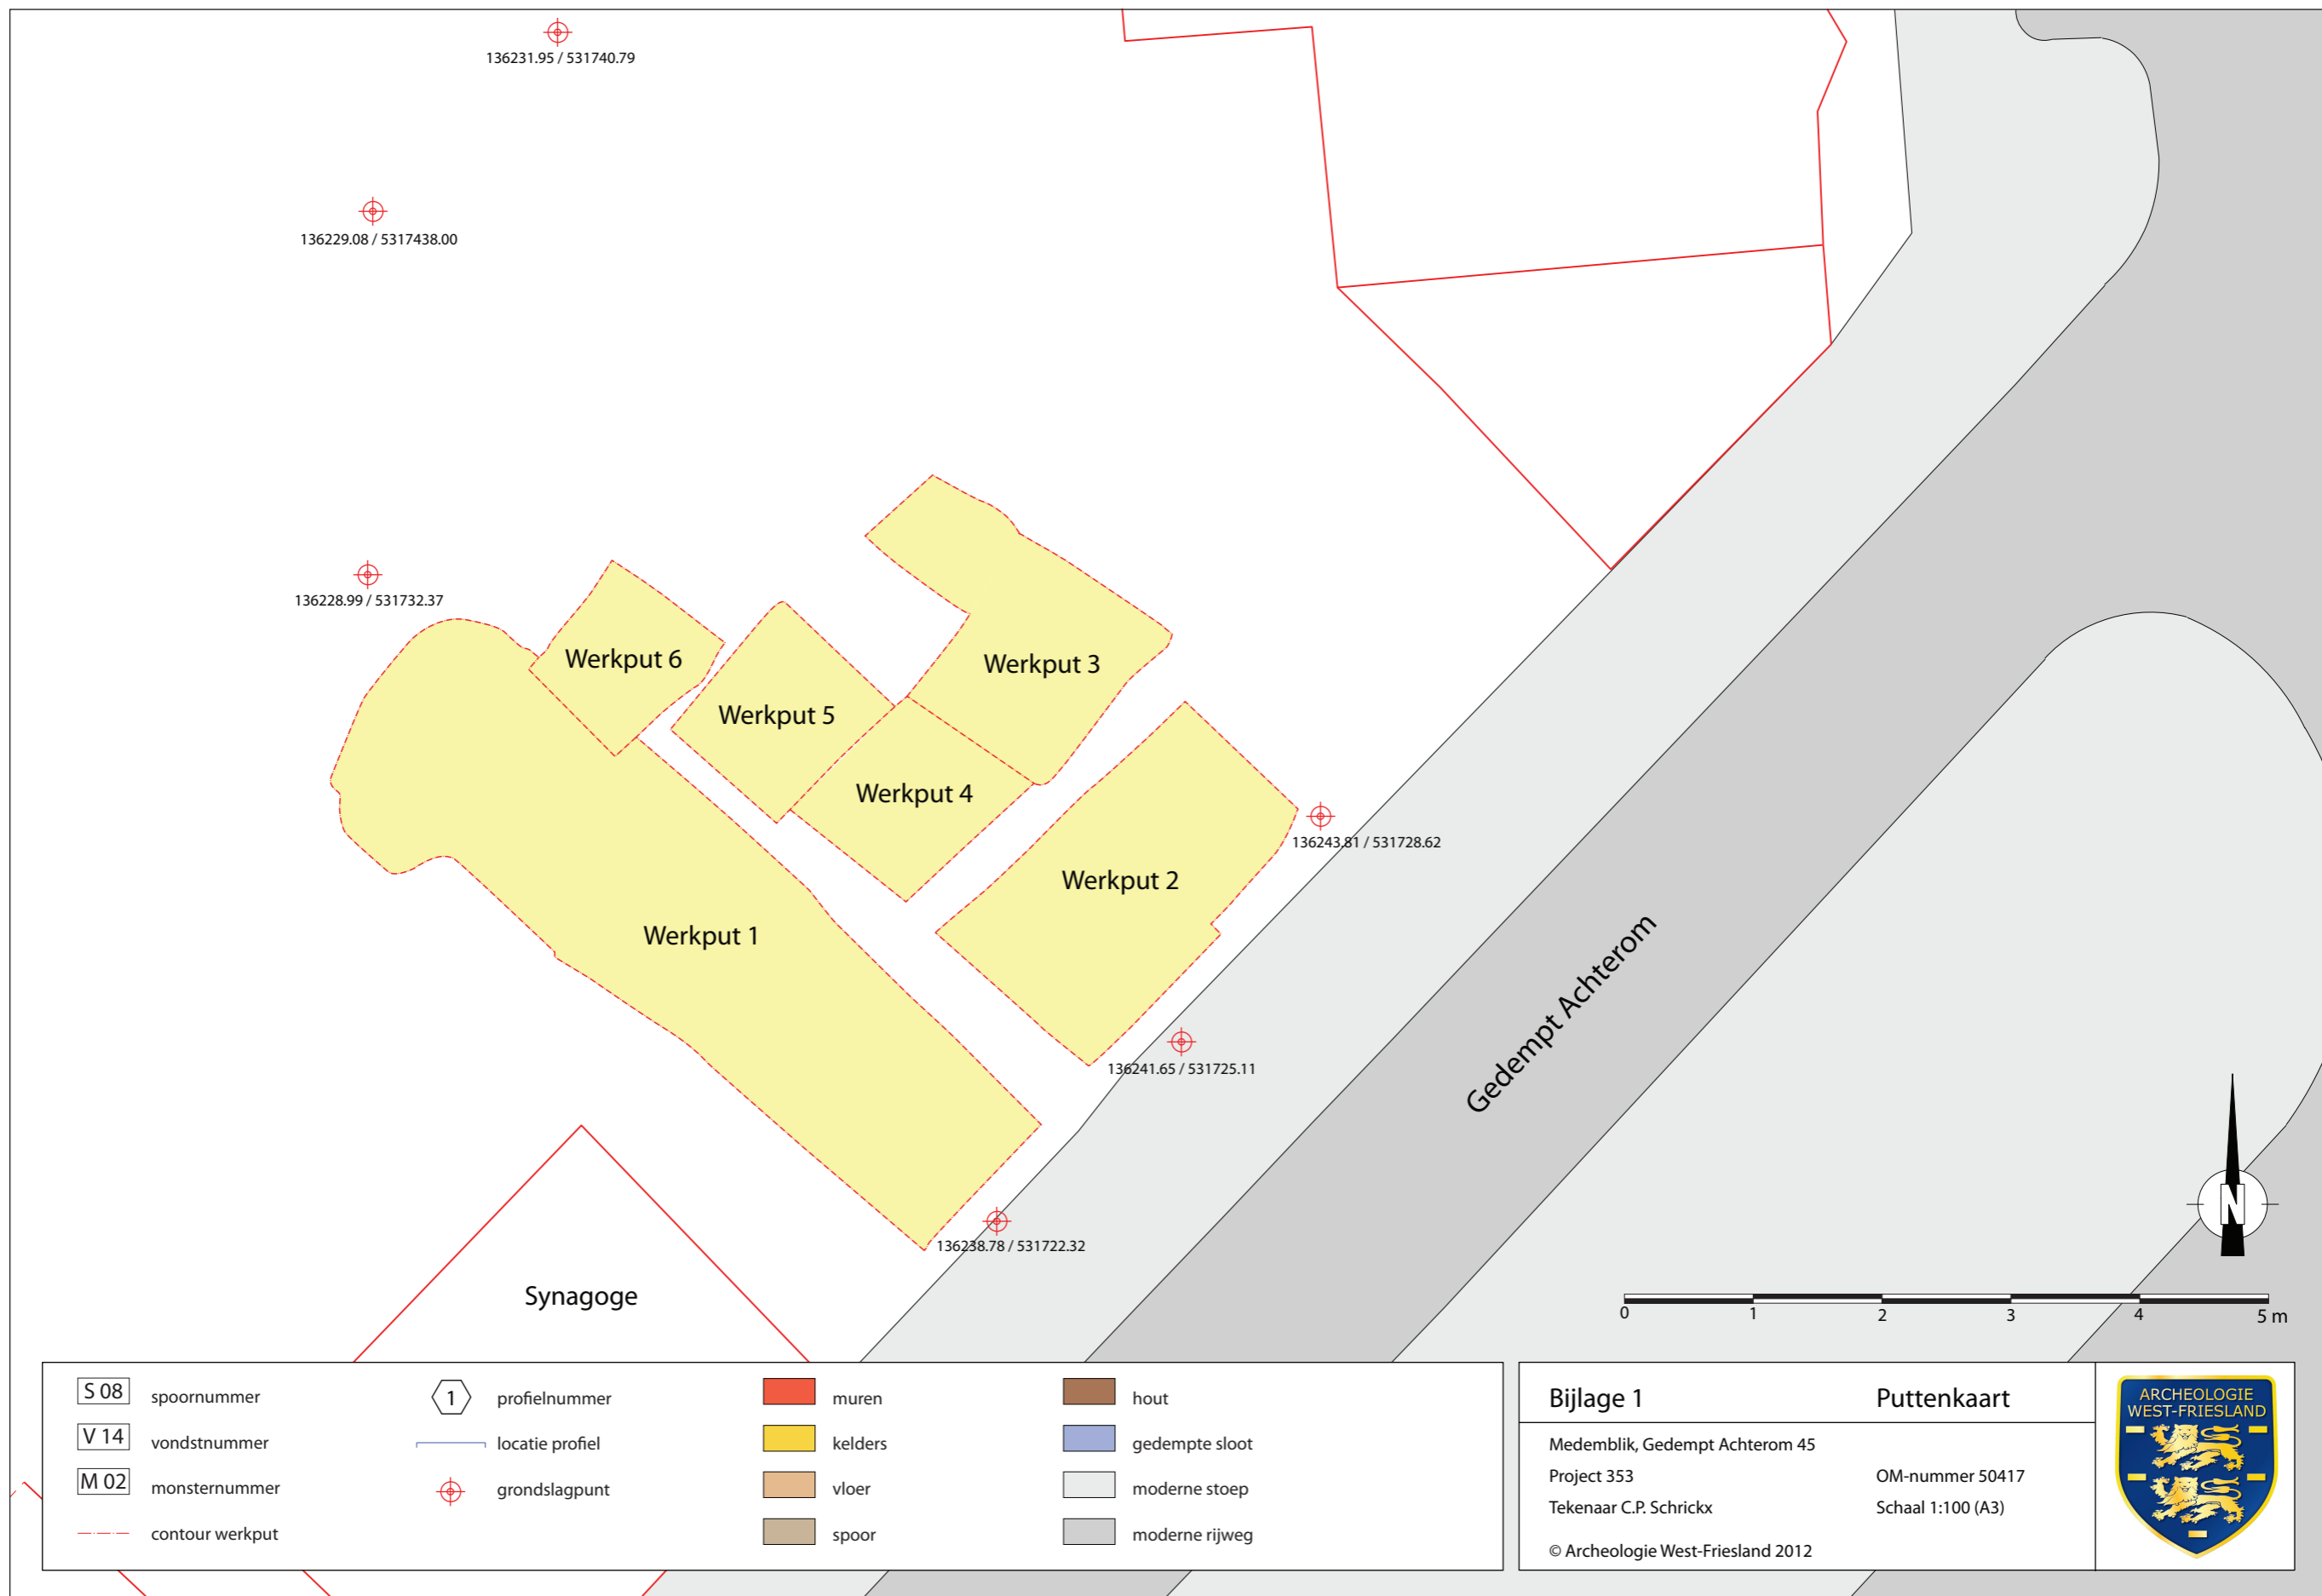 136231.95 / 531740.79
136229.08 / 5317438.00
136228.99 / 531732.37
Werkput 6
Werkput 3
Werkput 5
Werkput 4
136243.81 / 531728.62
Werkput 2
Werkput 1
Gedempt Achterom
136241.65 / 531725.11
N
136238.78 / 531722.32
Synagoge
0 1 2 3 4 5 m
S 08 spoornummer
V 14 vondstnummer
M 02 monsternummer
contour werkput
1 profielnummer
locatie profiel
grondslagpunt
muren
kelders
vloer
spoor
hout
gedempte sloot
moderne stoep
moderne rijweg
Bijlage 1 Puttenkaart
Medemblik, Gedempt Achterom 45
Project 353 OM-nummer 50417
Tekenaar C.P. Schrickx Schaal 1:100 (A3)
© Archeologie West-Friesland 2012
ARCHEOLOGIE
WEST-FRIESLAND